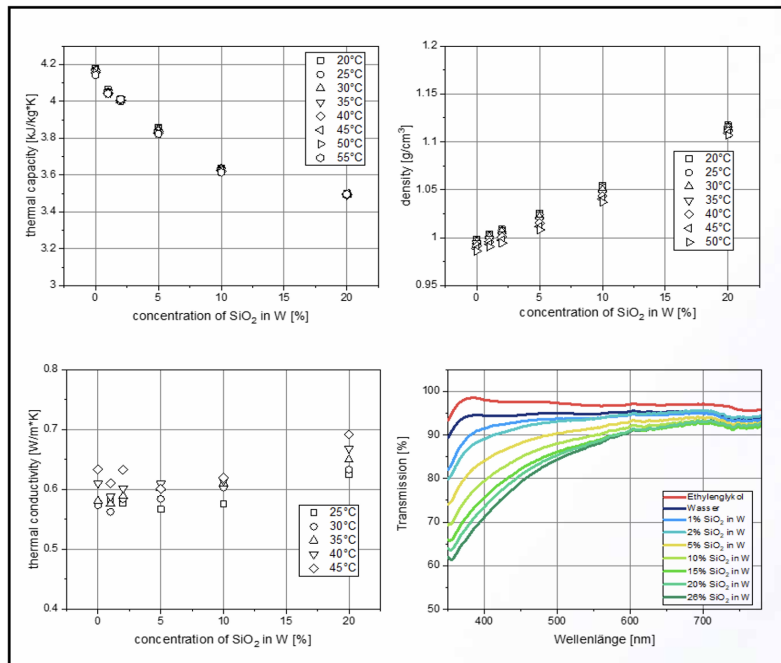 4.2
4
3.8
3.6
3.4
3.2
3
thermal capacity [kJ/kg*K]
20°C
25°C
30°C
35°C
40°C
45°C
50°C
55°C
0 5 10 15 20
concentration of SiO₂ in W [%]
1.2
1.15
1.1
1.05
1
0.95
density [g/cm³]
20°C
25°C
30°C
35°C
40°C
45°C
50°C
0 5 10 15 20
concentration of SiO₂ in W [%]
0.8
0.7
0.6
0.5
0.4
thermal conductivity [W/m*K]
25°C
30°C
35°C
40°C
45°C
0 5 10 15 20
concentration of SiO₂ in W [%]
100
95
90
85
80
75
70
65
60
55
50
Transmission [%]
Ethylenglykol
Wasser
1% SiO₂ in W
2% SiO₂ in W
5% SiO₂ in W
10% SiO₂ in W
15% SiO₂ in W
20% SiO₂ in W
26% SiO₂ in W
400 500 600 700
Wellenlänge [nm]